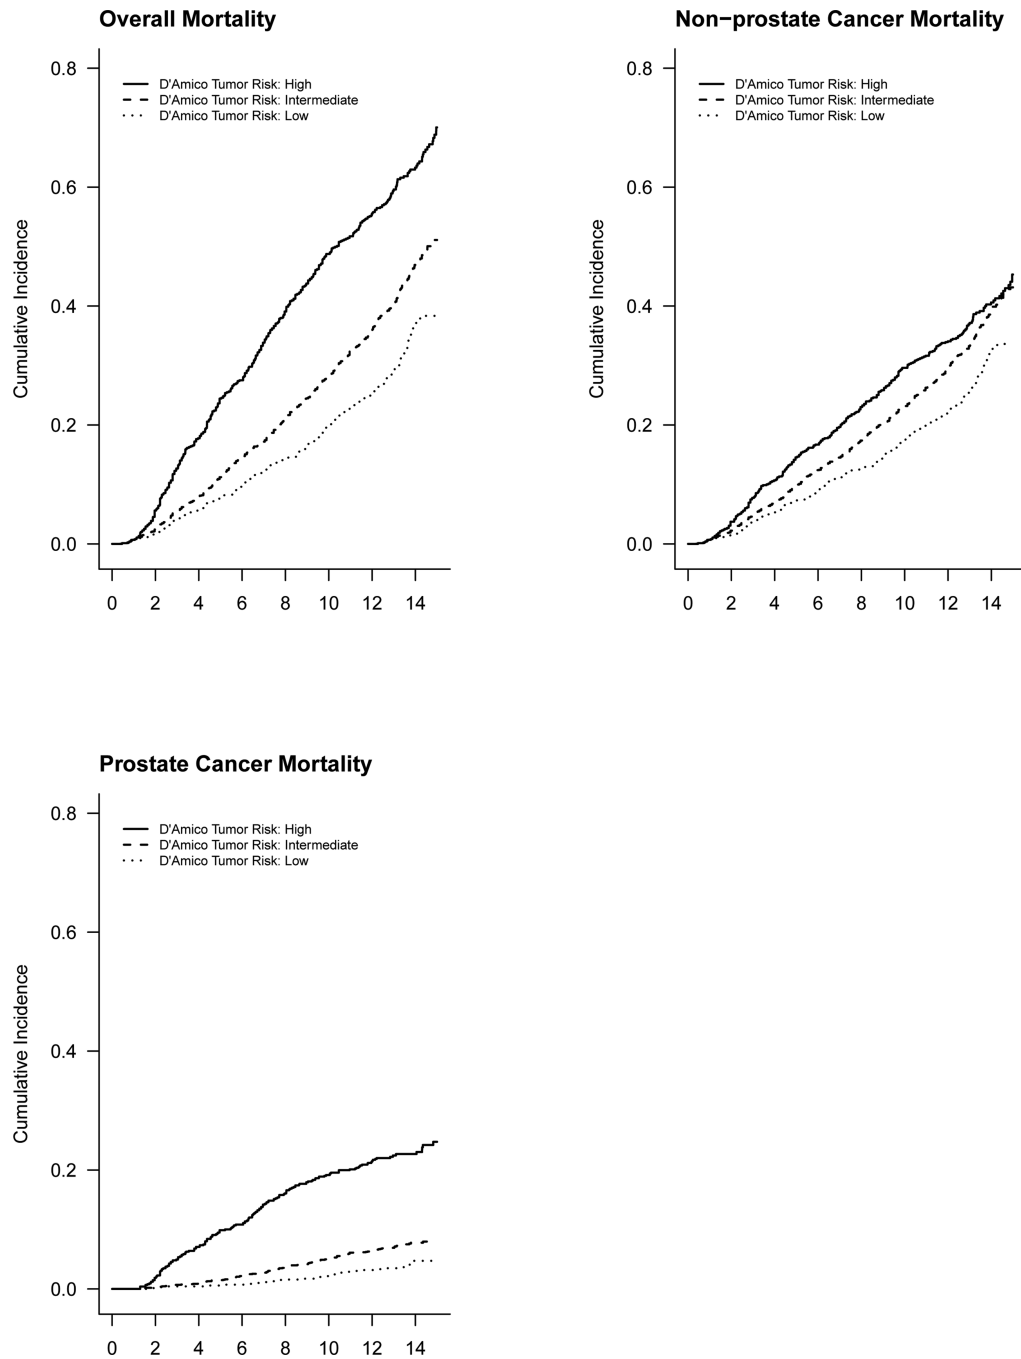 Overall Mortality
0.8
0.6
0.4
0.2
0.0
Cumulative Incidence
D'Amico Tumor Risk: High
D'Amico Tumor Risk: Intermediate
D'Amico Tumor Risk: Low
0 2 4 6 8 10 12 14
Non−prostate Cancer Mortality
0.8
0.6
0.4
0.2
0.0
Cumulative Incidence
D'Amico Tumor Risk: High
D'Amico Tumor Risk: Intermediate
D'Amico Tumor Risk: Low
0 2 4 6 8 10 12 14
Prostate Cancer Mortality
0.8
0.6
0.4
0.2
0.0
Cumulative Incidence
D'Amico Tumor Risk: High
D'Amico Tumor Risk: Intermediate
D'Amico Tumor Risk: Low
0 2 4 6 8 10 12 14